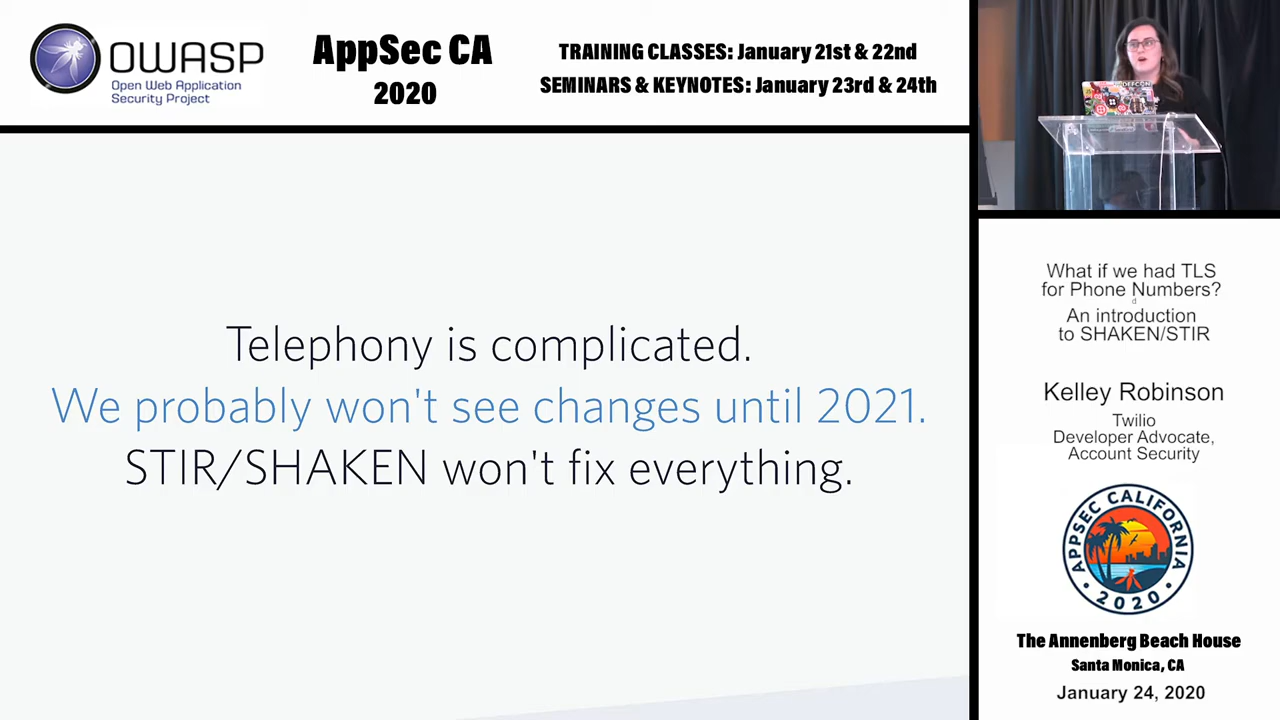 OWASP
Open Web Application
Security Project
AppSec CA
2020
TRAINING CLASSES: January 21st & 22nd
SEMINARS & KEYNOTES: January 23rd & 24th
DEFCON
Telephony is complicated.
We probably won't see changes until 2021.
STIR/SHAKEN won't fix everything.
What if we had TLS
for Phone Numbers?
d
An introduction
to SHAKEN/STIR
Kelley Robinson
Twilio
Developer Advocate,
Account Security
APPSEC CALIFORNIA
• 2020 •
The Annenberg Beach House
Santa Monica, CA
January 24, 2020